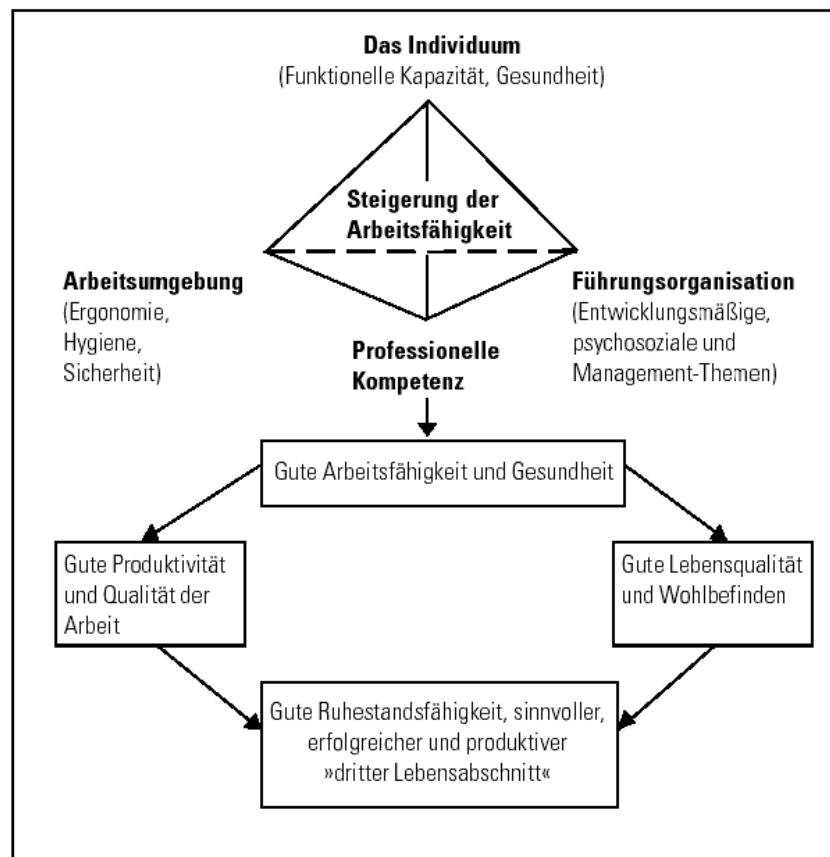 Das Individuum
(Funktionelle Kapazität, Gesundheit)
Steigerung der
Arbeitsfähigkeit
Arbeitsumgebung
(Ergonomie,
Hygiene,
Sicherheit)
Führungsorganisation
(Entwicklungsmäßige,
psychosoziale und
Management-Themen)
Professionelle
Kompetenz
Gute Arbeitsfähigkeit und Gesundheit
Gute Produktivität
und Qualität der
Arbeit
Gute Lebensqualität
und Wohlbefinden
Gute Ruhestandsfähigkeit, sinnvoller,
erfolgreicher und produktiver
»dritter Lebensabschnitt«